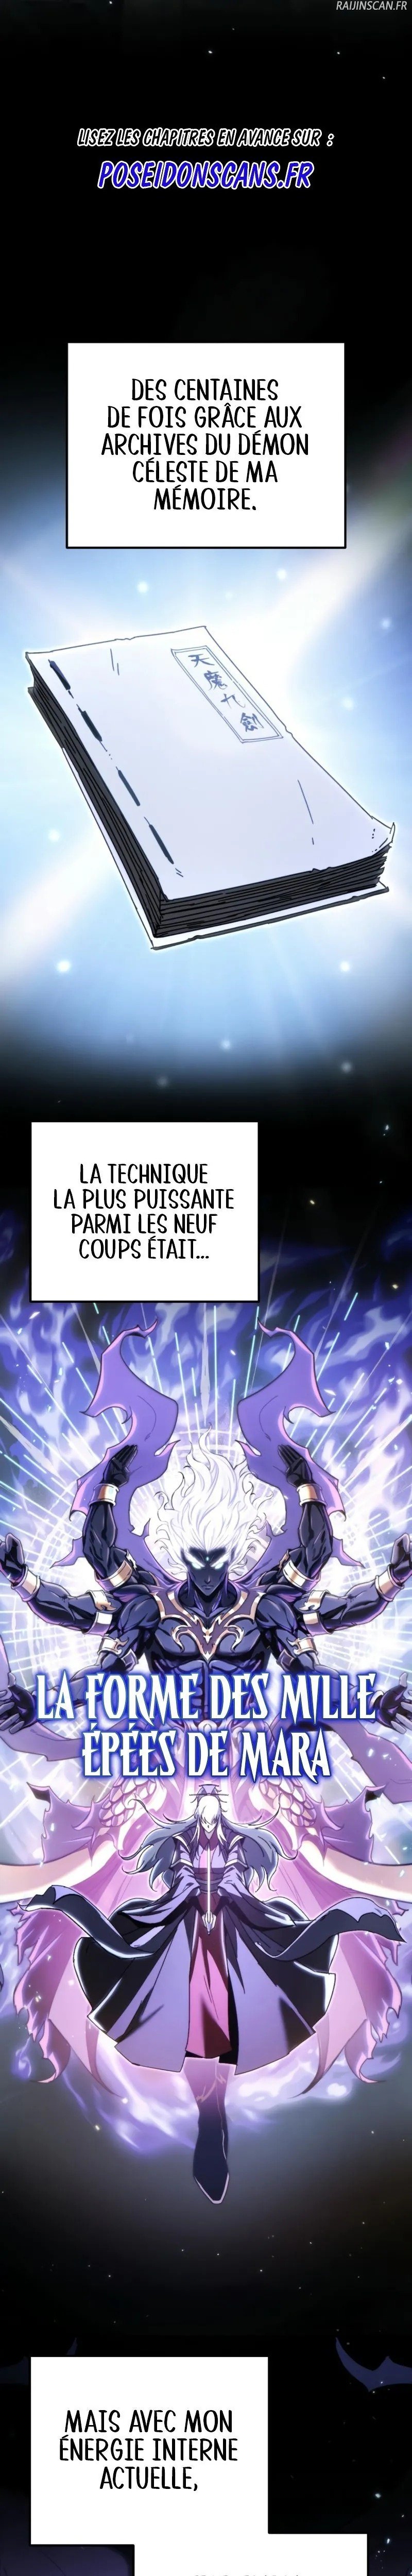 RAIJINSCAN.FR
LISEZ LES CHAPITRES EN AVANCE SUR :
POSEIDONSCANS.FR
DES CENTAINES
DE FOIS GRÂCE AUX
ARCHIVES DU DÉMON
CÉLESTE DE MA
MÉMOIRE.
天魔九劍
LA TECHNIQUE
LA PLUS PUISSANTE
PARMI LES NEUF
COUPS ÉTAIT...
LA FORME DES MILLE
ÉPÉES DE MARA
MAIS AVEC MON
ÉNERGIE INTERNE
ACTUELLE,